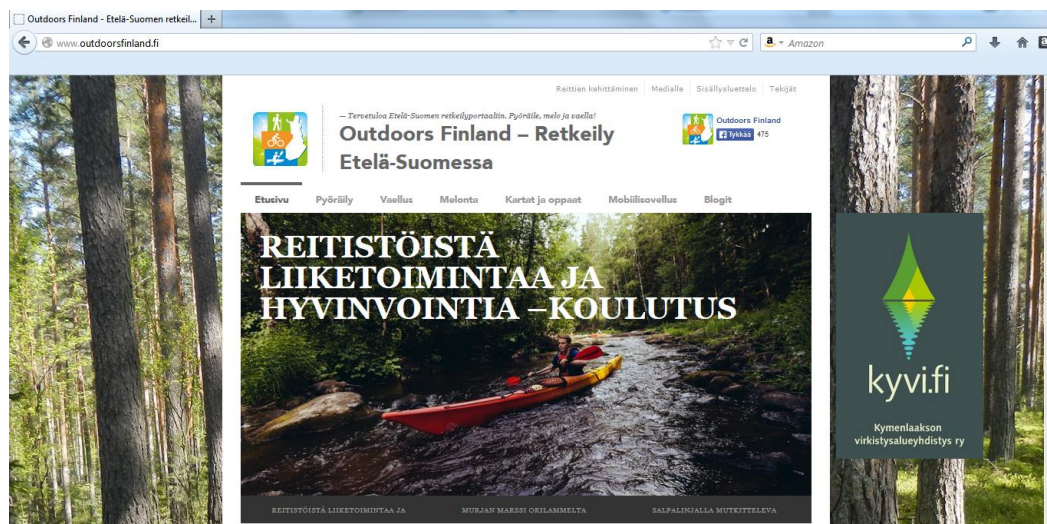 Outdoors Finland - Etelä-Suomen retkeil...
www.outdoorsfinland.fi
Amazon
Reittien kehittäminen Medialle Sisällysluettelo Tekijät
— Tervetuloa Etelä-Suomen retkeilyportaaliin. Pyöräile, melo ja vaella!
Outdoors Finland – Retkeily
Etelä-Suomessa
Outdoors Finland
Tykkää 475
Etusivu Pyöräily Vaellus Melonta Kartat ja oppaat Mobiilisovellus Blogit
REITISTÖISTÄ
LIIKETOIMINTAA JA
HYVINVOINTIA –KOULUTUS
kyvi.fi
Kymenlaakson
virkistysalueyhdistys ry
REITISTÖISTÄ LIIKETOIMINTAA JA MURJAN MARSSI ORILAMMELTA SALPALINJALLA MUTKITTELEVA